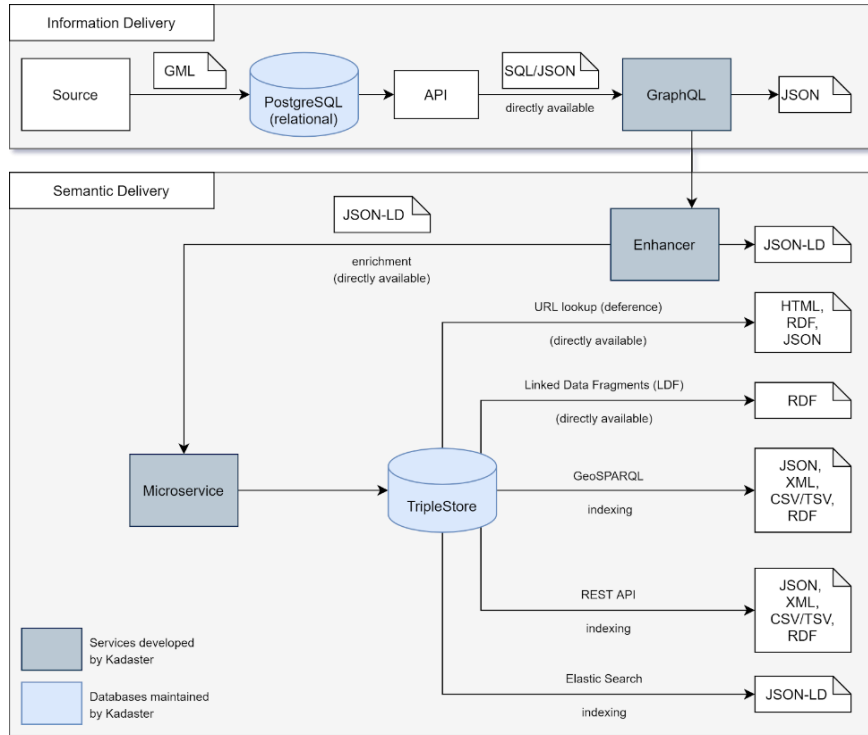 Information Delivery
Source
GML
PostgreSQL
(relational)
API
SQL/JSON
directly available
GraphQL
JSON
Semantic Delivery
JSON-LD
enrichment
(directly available)
Enhancer
JSON-LD
URL lookup (deference)
(directly available)
HTML,
RDF,
JSON
Linked Data Fragments (LDF)
(directly available)
RDF
Microservice
TripleStore
GeoSPARQL
indexing
JSON,
XML,
CSV/TSV,
RDF
REST API
indexing
JSON,
XML,
CSV/TSV,
RDF
Elastic Search
indexing
JSON-LD
Services developed
by Kadaster
Databases maintained
by Kadaster